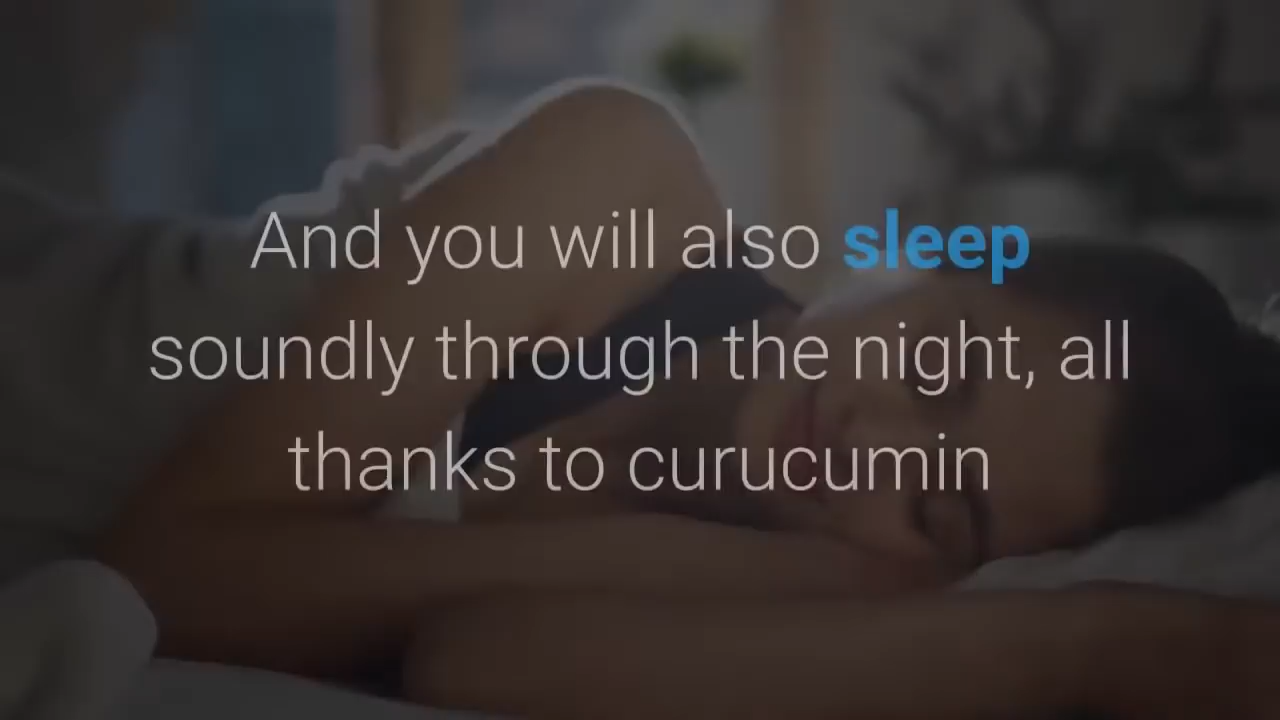 And you will also sleep
soundly through the night, all
thanks to curucumin